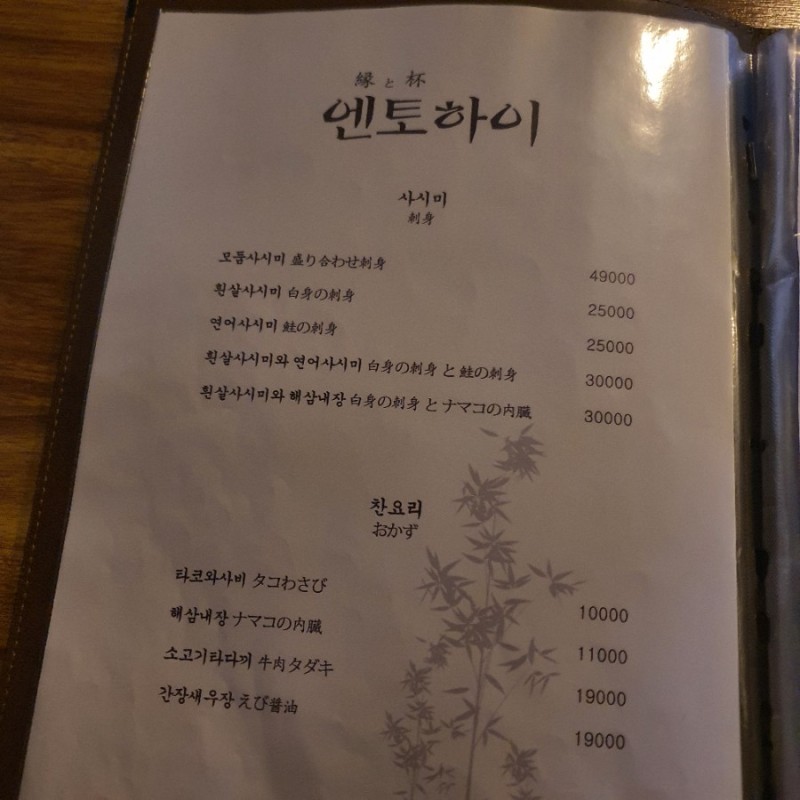 縁と杯
엔토하이
사시미
刺身
모둠사시미 盛り合わせ刺身 49000
흰살사시미 白身の刺身 25000
연어사시미 鮭の刺身 25000
흰살사시미와 연어사시미 白身の刺身 と 鮭の刺身 30000
흰살사시미와 해삼내장 白身の刺身 と ナマコの内臓 30000
찬요리
おかず
타코와사비 タコわさび 10000
해삼내장 ナマコの内臓 11000
소고기타다끼 牛肉タダキ 19000
간장새우장 えび醤油 19000